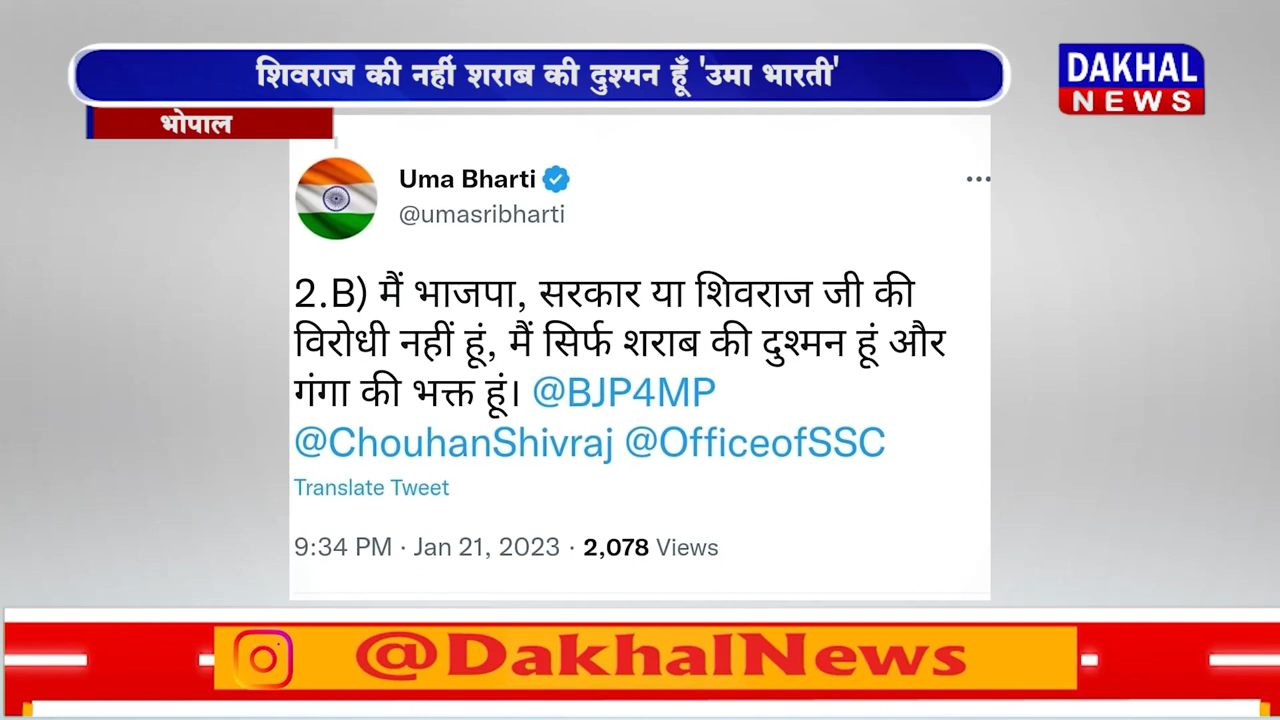 शिवराज की नहीं शराब की दुश्मन हूँ 'उमा भारती'
DAKHAL
NEWS
भोपाल
Uma Bharti
@umasribharti
2.B) मैं भाजपा, सरकार या शिवराज जी की
विरोधी नहीं हूं, मैं सिर्फ शराब की दुश्मन हूं और
गंगा की भक्त हूं। @BJP4MP
@ChouhanShivraj @OfficeofSSC
Translate Tweet
9:34 PM · Jan 21, 2023 · 2,078 Views
@DakhalNews